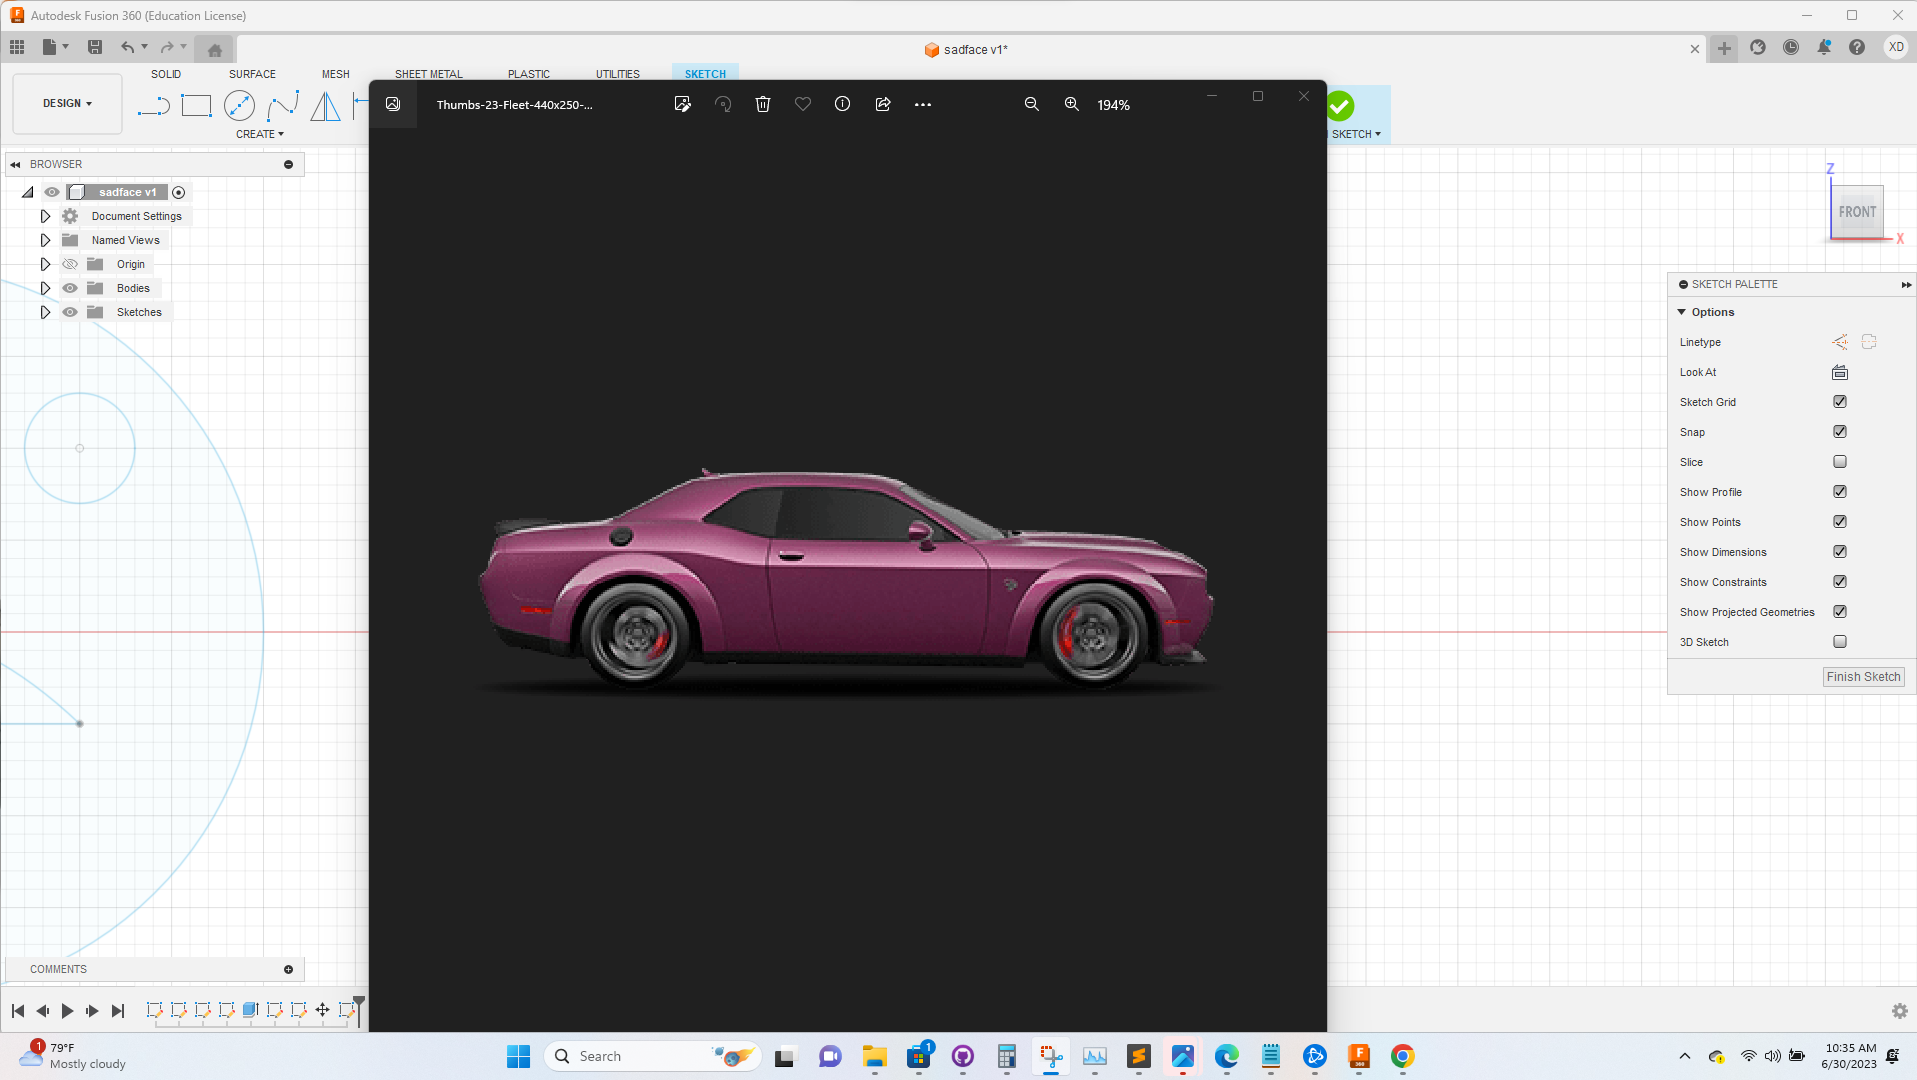 Autodesk Fusion 360 (Education License)
sadface v1*
XD
SOLID SURFACE MESH SHEET METAL PLASTIC UTILITIES SKETCH
DESIGN
CREATE
SKETCH
Thumbs-23-Fleet-440x250-...
194%
BROWSER
sadface v1
Document Settings
Named Views
Origin
Bodies
Sketches
Z
FRONT
X
SKETCH PALETTE
Options
Linetype
Look At
Sketch Grid
Snap
Slice
Show Profile
Show Points
Show Dimensions
Show Constraints
Show Projected Geometries
3D Sketch
Finish Sketch
COMMENTS
1
79°F
Mostly cloudy
Search
1
10:35 AM
6/30/2023